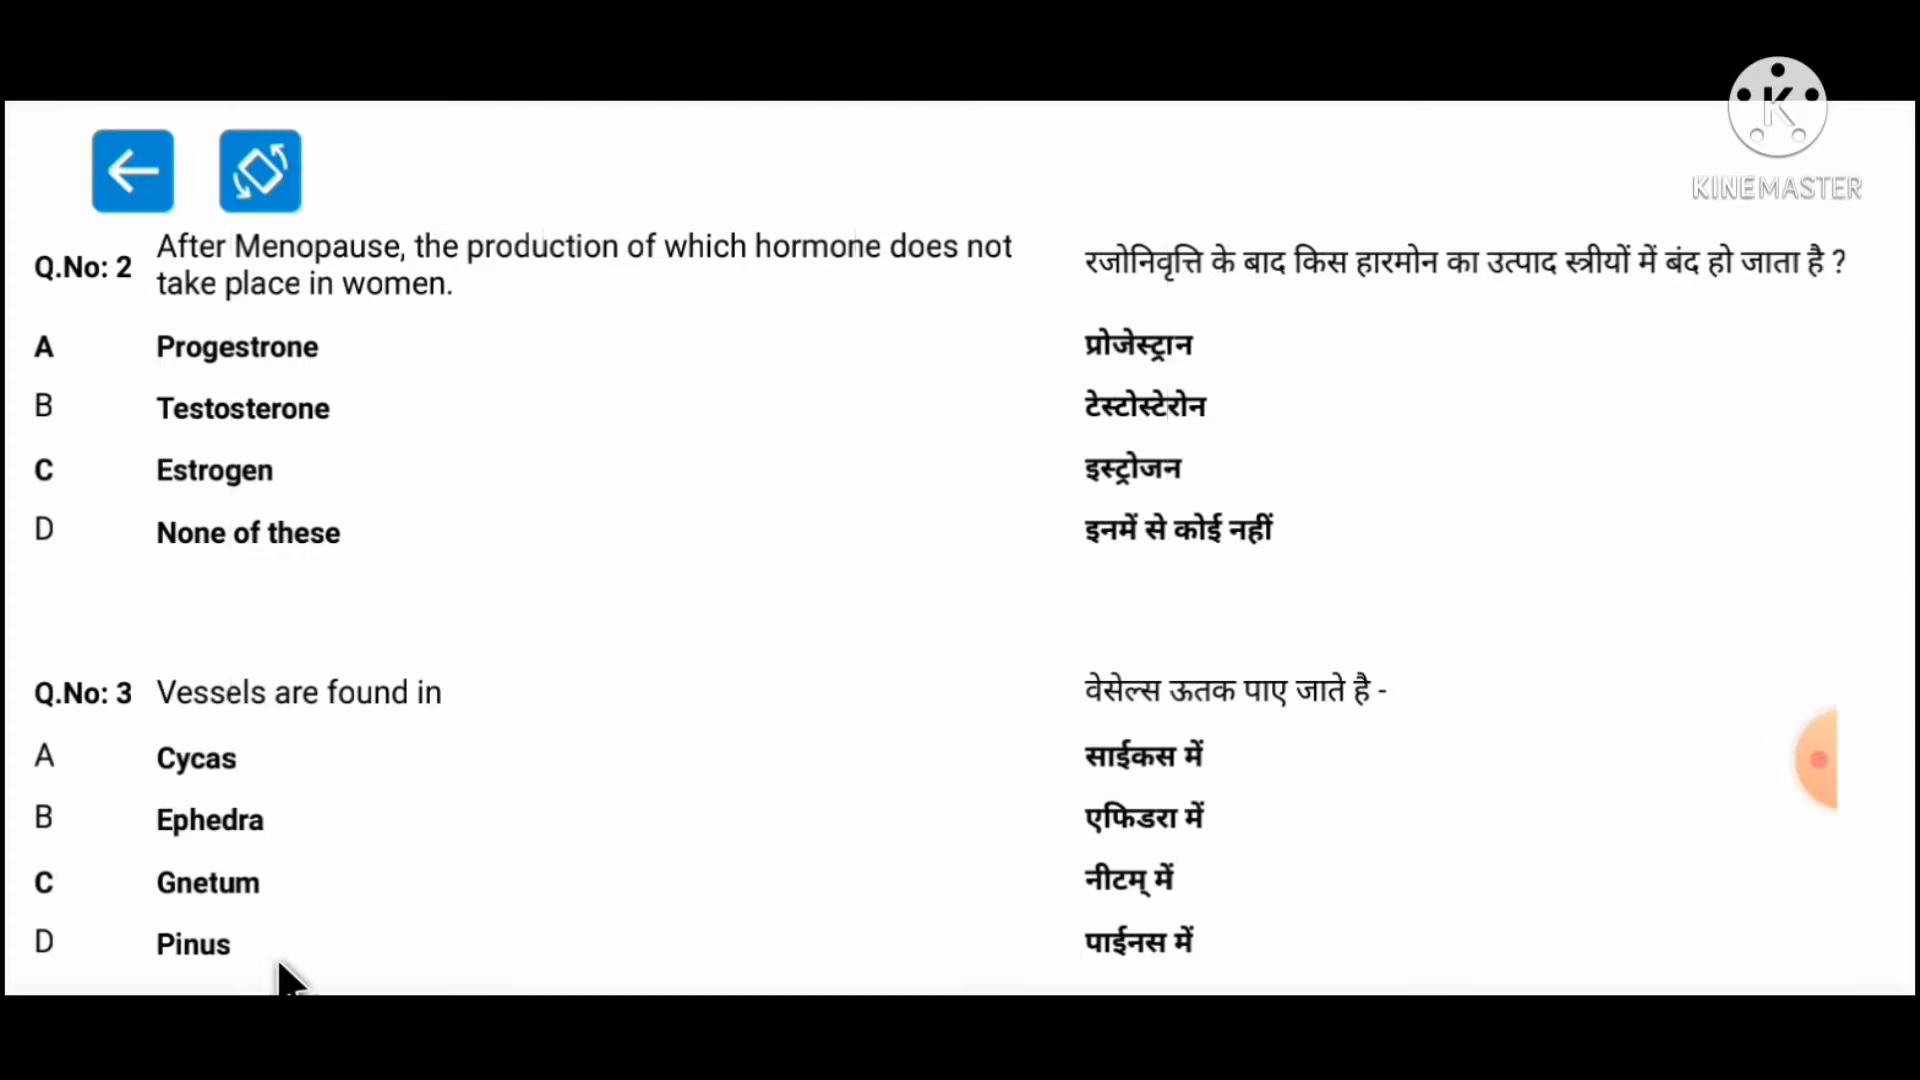 KINEMASTER
Q.No: 2 After Menopause, the production of which hormone does not
take place in women.
रजोनिवृत्ति के बाद किस हारमोन का उत्पाद स्त्रीयों में बंद हो जाता है ?
A Progestrone प्रोजेस्ट्रान
B Testosterone टेस्टोस्टेरोन
C Estrogen इस्ट्रोजन
D None of these इनमें से कोई नहीं
Q.No: 3 Vessels are found in वेसेल्स ऊतक पाए जाते है -
A Cycas साईकस में
B Ephedra एफिडरा में
C Gnetum नीटम् में
D Pinus पाईनस में